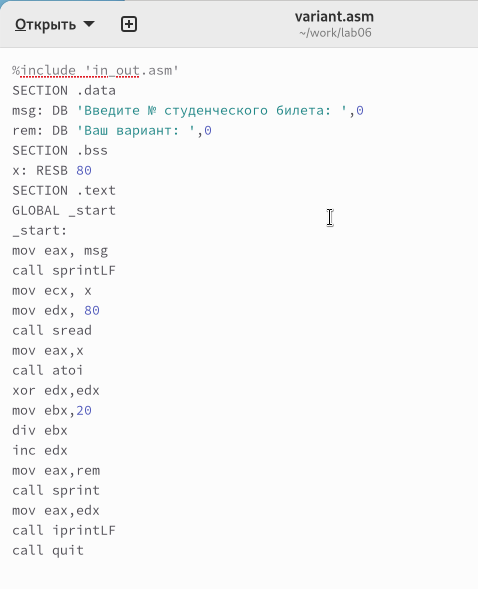 Открыть
variant.asm
~/work/lab06
%include 'in_out.asm'
SECTION .data
msg: DB 'Введите № студенческого билета: ',0
rem: DB 'Ваш вариант: ',0
SECTION .bss
x: RESB 80
SECTION .text
GLOBAL _start
_start:
mov eax, msg
call sprintLF
mov ecx, x
mov edx, 80
call sread
mov eax,x
call atoi
xor edx,edx
mov ebx,20
div ebx
inc edx
mov eax,rem
call sprint
mov eax,edx
call iprintLF
call quit